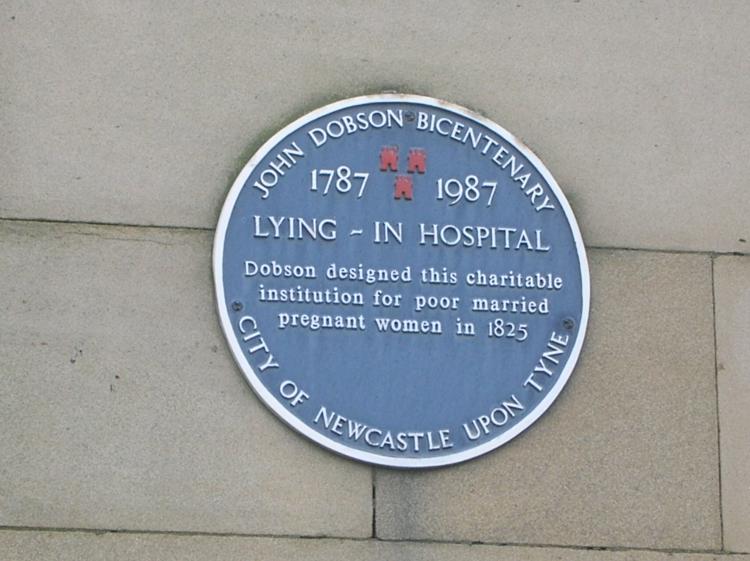 JOHN DOBSON BICENTENARY
1787 1987
LYING - IN HOSPITAL
Dobson designed this charitable
institution for poor married
pregnant women in 1825
CITY OF NEWCASTLE UPON TYNE